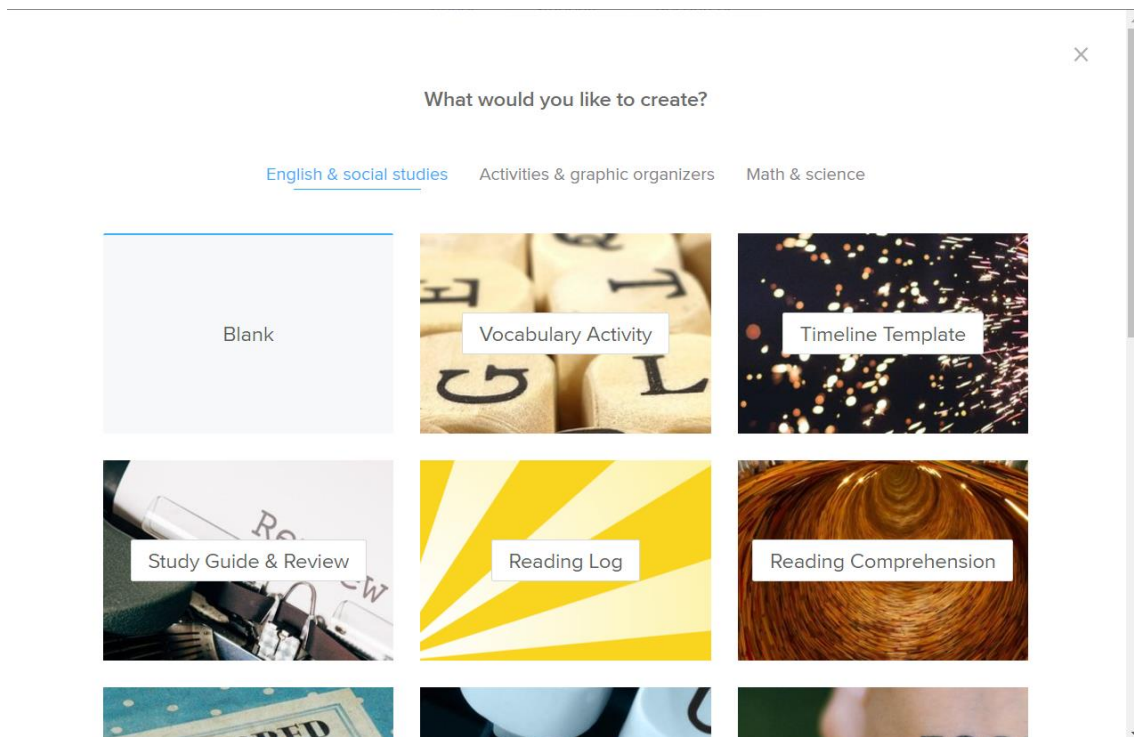 What would you like to create?
English & social studies
Activities & graphic organizers
Math & science
Blank
Vocabulary Activity
Timeline Template
Study Guide & Review
Reading Log
Reading Comprehension